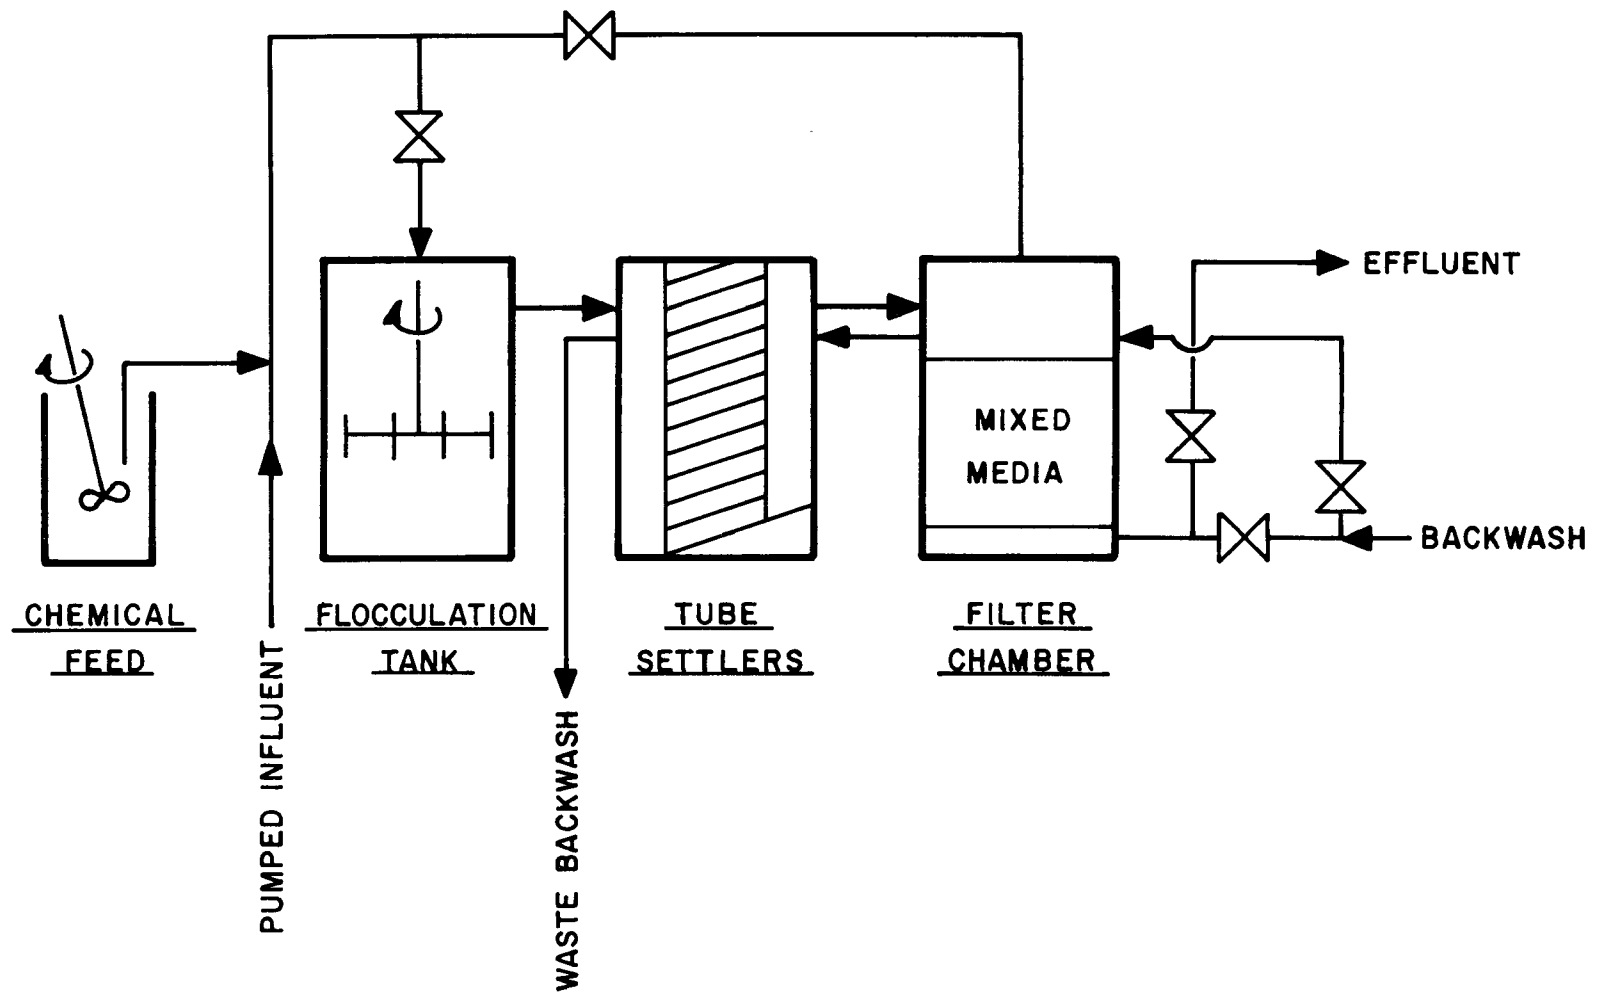 EFFLUENT
MIXED
MEDIA
BACKWASH
CHEMICAL
FEED
PUMPED INFLUENT
FLOCCULATION
TANK
WASTE BACKWASH
TUBE
SETTLERS
FILTER
CHAMBER